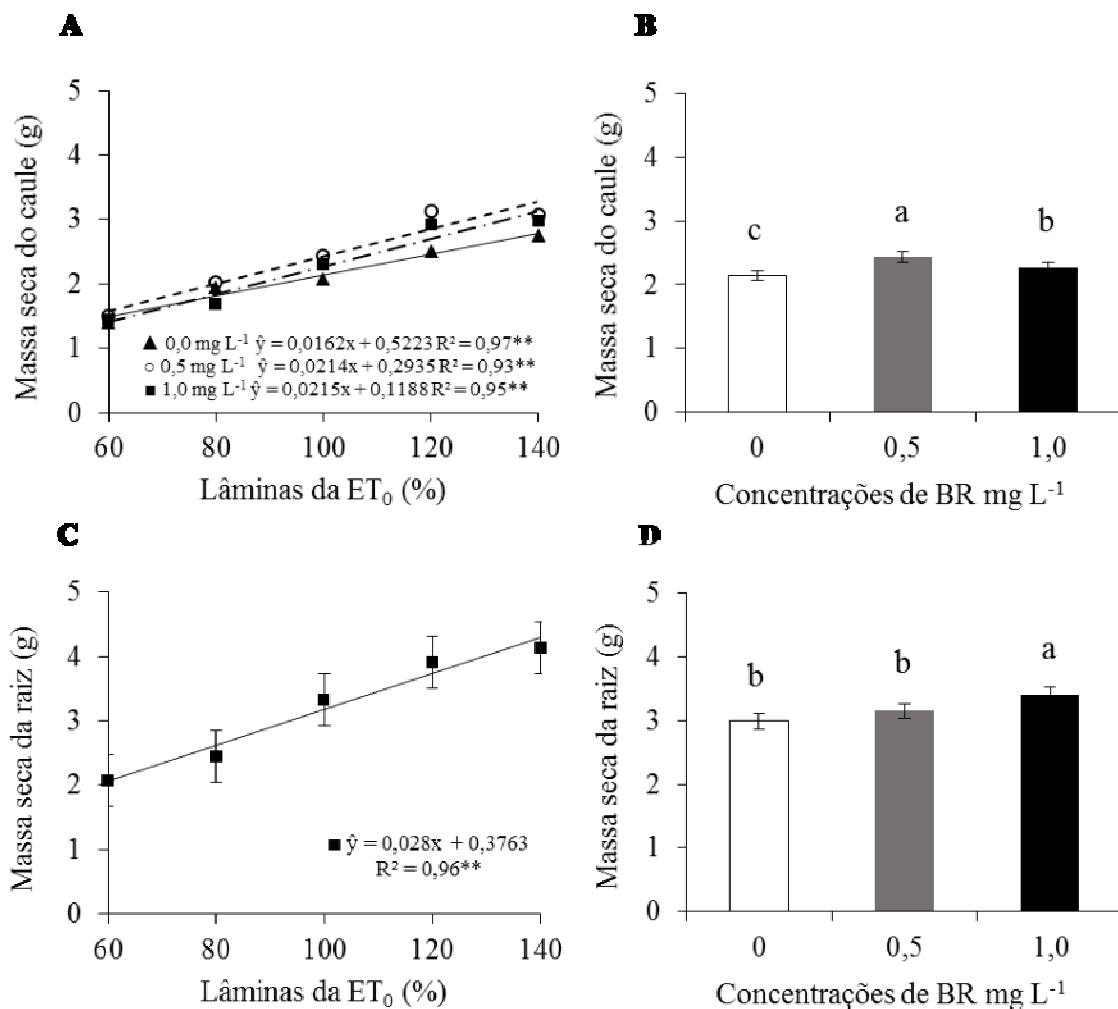 A
Massa seca do caule (g)
5
4
3
2
1
0
▲ 0,0 mg L⁻¹ ŷ = 0,0162x + 0,5223 R² = 0,97**
○ 0,5 mg L⁻¹ ŷ = 0,0214x + 0,2935 R² = 0,93**
■ 1,0 mg L⁻¹ ŷ = 0,0215x + 0,1188 R² = 0,95**
60 80 100 120 140
Lâminas da ET₀ (%)
B
Massa seca do caule (g)
5
4
3
2
1
0
c a b
0 0,5 1,0
Concentrações de BR mg L⁻¹
C
Massa seca da raiz (g)
5
4
3
2
1
0
■ ŷ = 0,028x + 0,3763
R² = 0,96**
60 80 100 120 140
Lâminas da ET₀ (%)
D
Massa seca da raiz (g)
5
4
3
2
1
0
b b a
0 0,5 1,0
Concentrações de BR mg L⁻¹